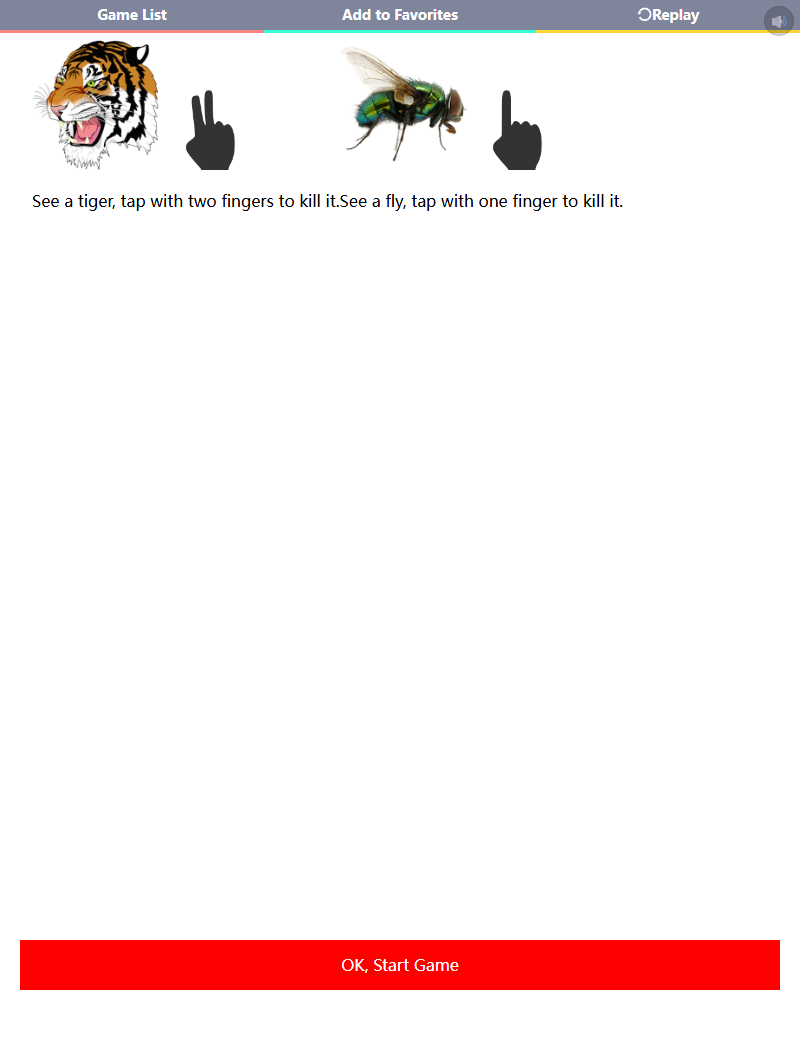 Game List
Add to Favorites
Replay
See a tiger, tap with two fingers to kill it.See a fly, tap with one finger to kill it.
OK, Start Game